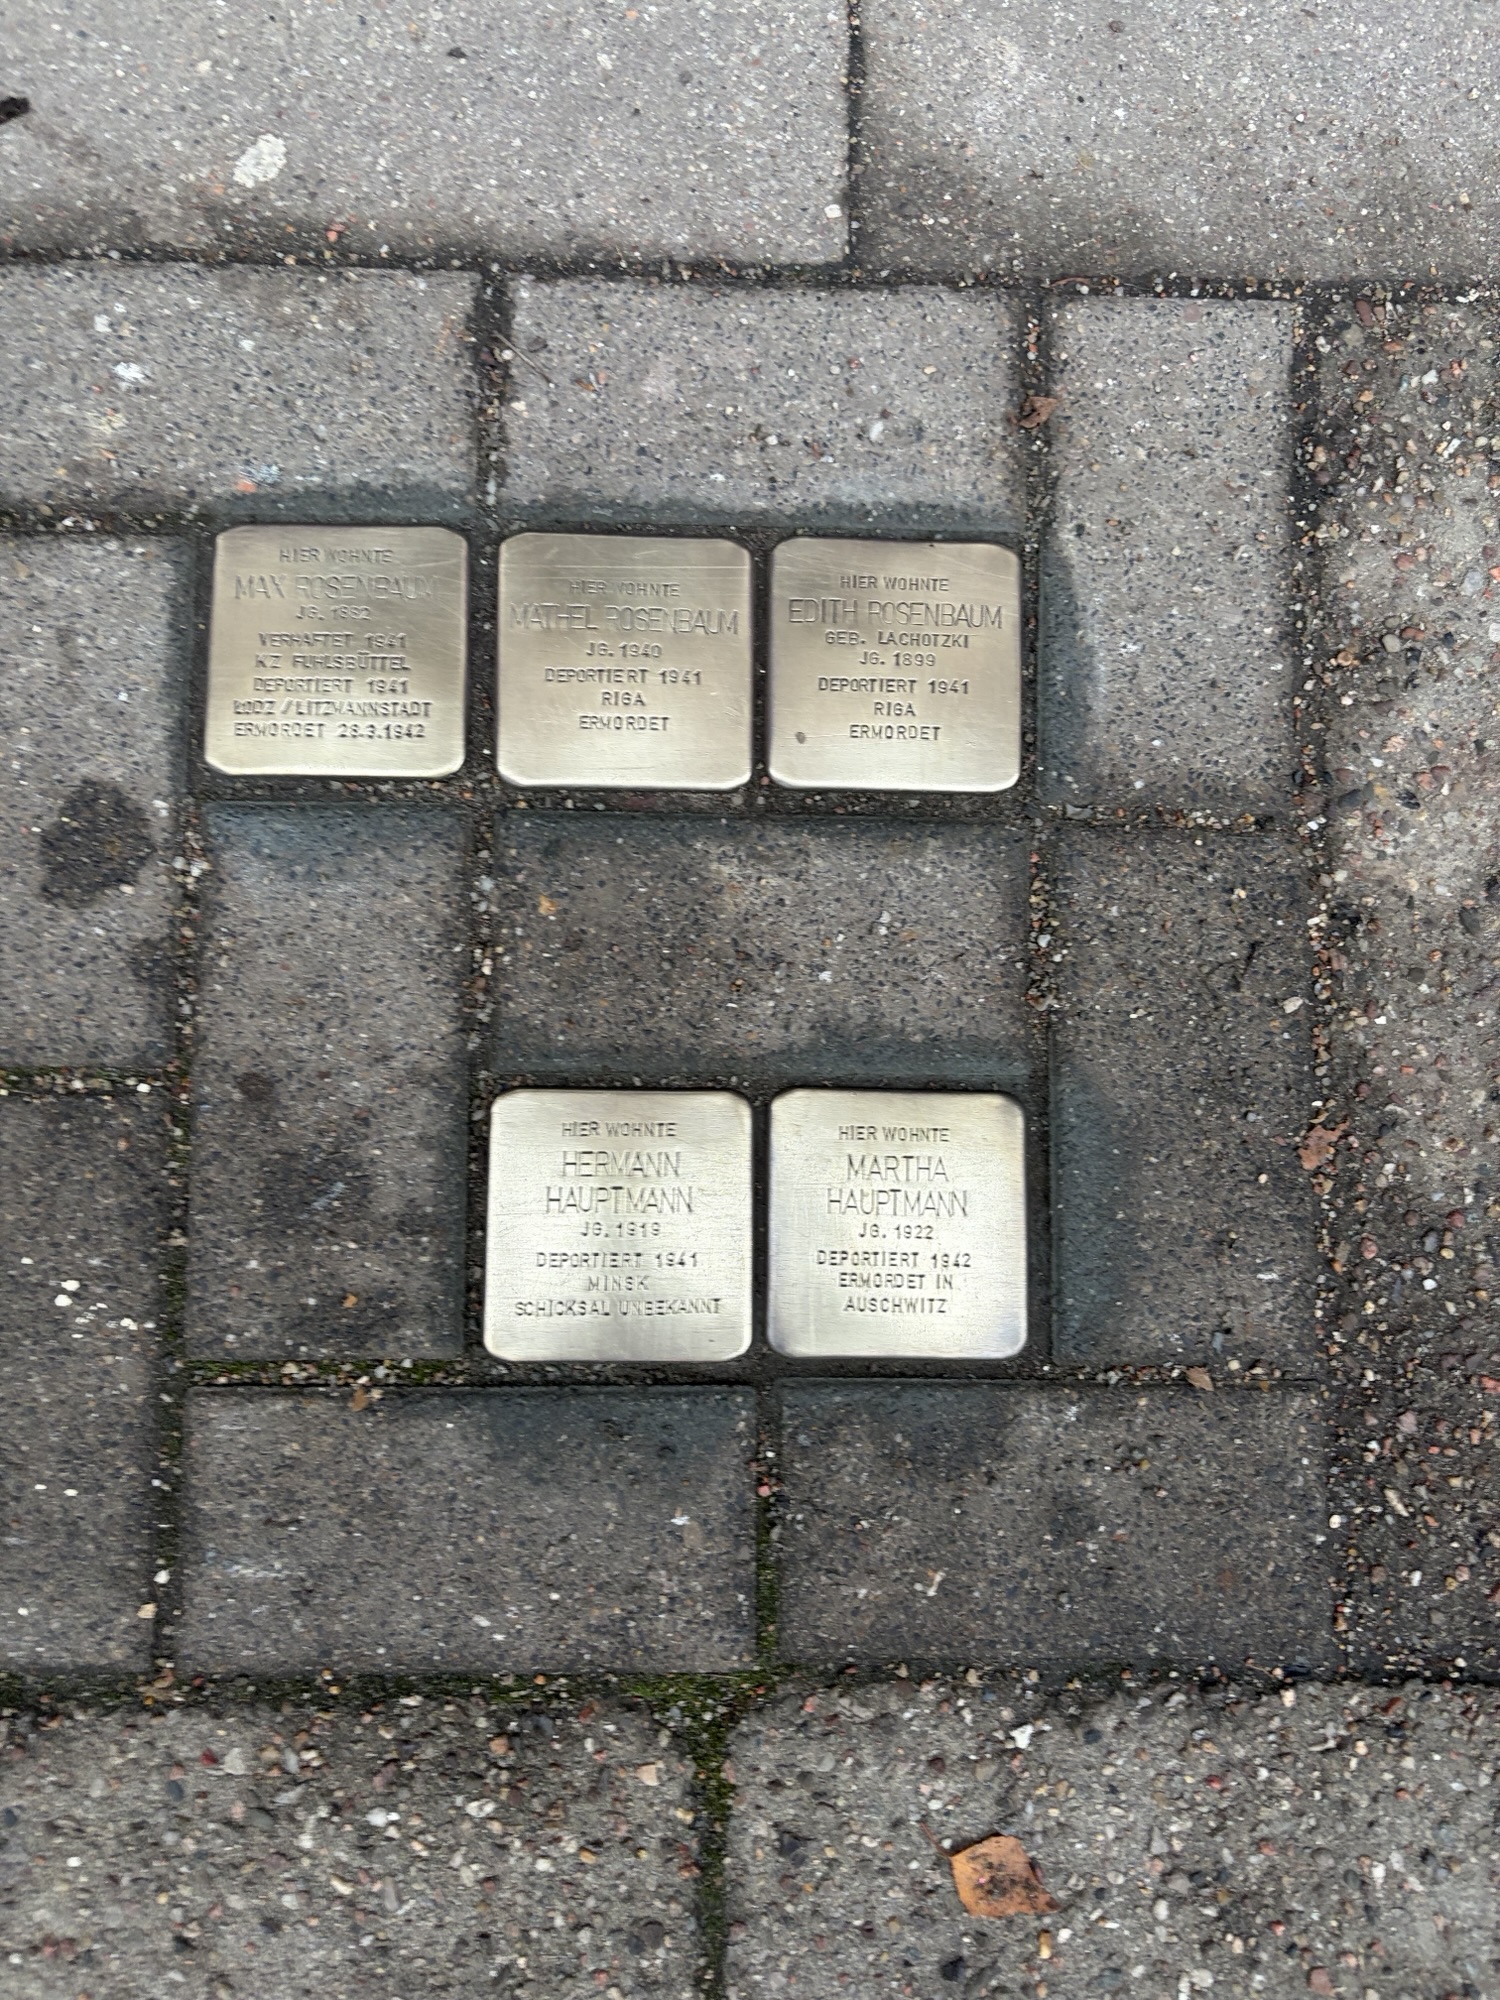 HIER WOHNTE
MAX ROSENBAUM
JG. 1882
VERHAFTET 1941
KZ FUHLSBÜTTEL
DEPORTIERT 1941
ŁODZ / LITZMANNSTADT
ERMORDET 28.3.1942
HIER WOHNTE
MATHEL ROSENBAUM
JG. 1940
DEPORTIERT 1941
RIGA
ERMORDET
HIER WOHNTE
EDITH ROSENBAUM
GEB. LACHOTZKI
JG. 1899
DEPORTIERT 1941
RIGA
ERMORDET
HIER WOHNTE
HERMANN
HAUPTMANN
JG. 1919
DEPORTIERT 1941
MINSK
SCHICKSAL UNBEKANNT
HIER WOHNTE
MARTHA
HAUPTMANN
JG. 1922
DEPORTIERT 1942
ERMORDET IN
AUSCHWITZ